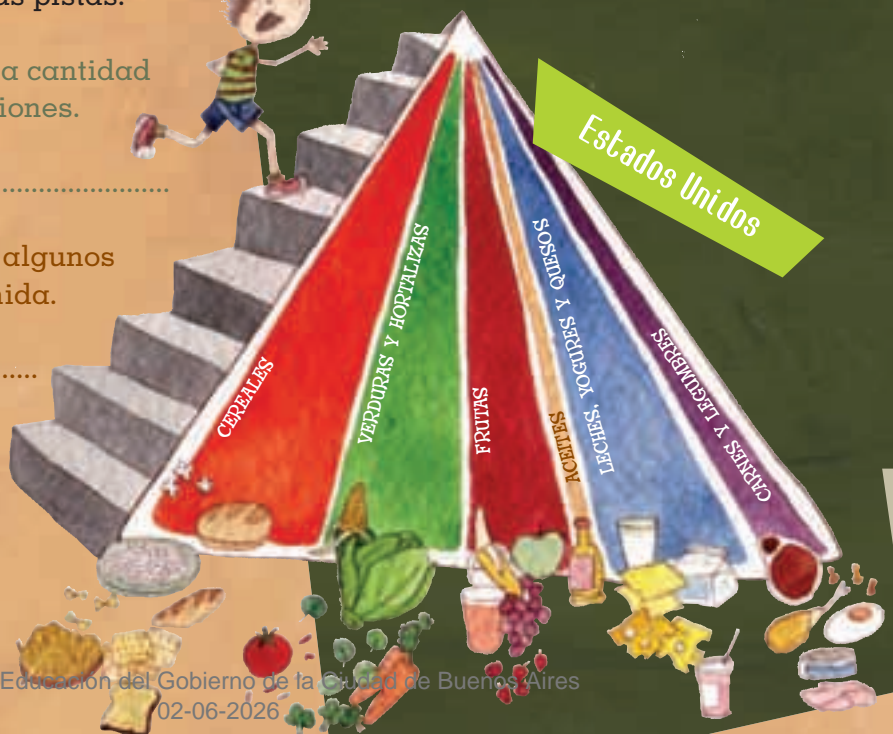 as pistas.
a cantidad
iones.
algunos
ida.
Estados Unidos
CEREALES
VERDURAS Y HORTALIZAS
FRUTAS
ACEITES
LECHES, YOGURES Y QUESOS
CARNES Y LEGUMBRES
Educación del Gobierno de la Ciudad de Buenos Aires
02-06-2026